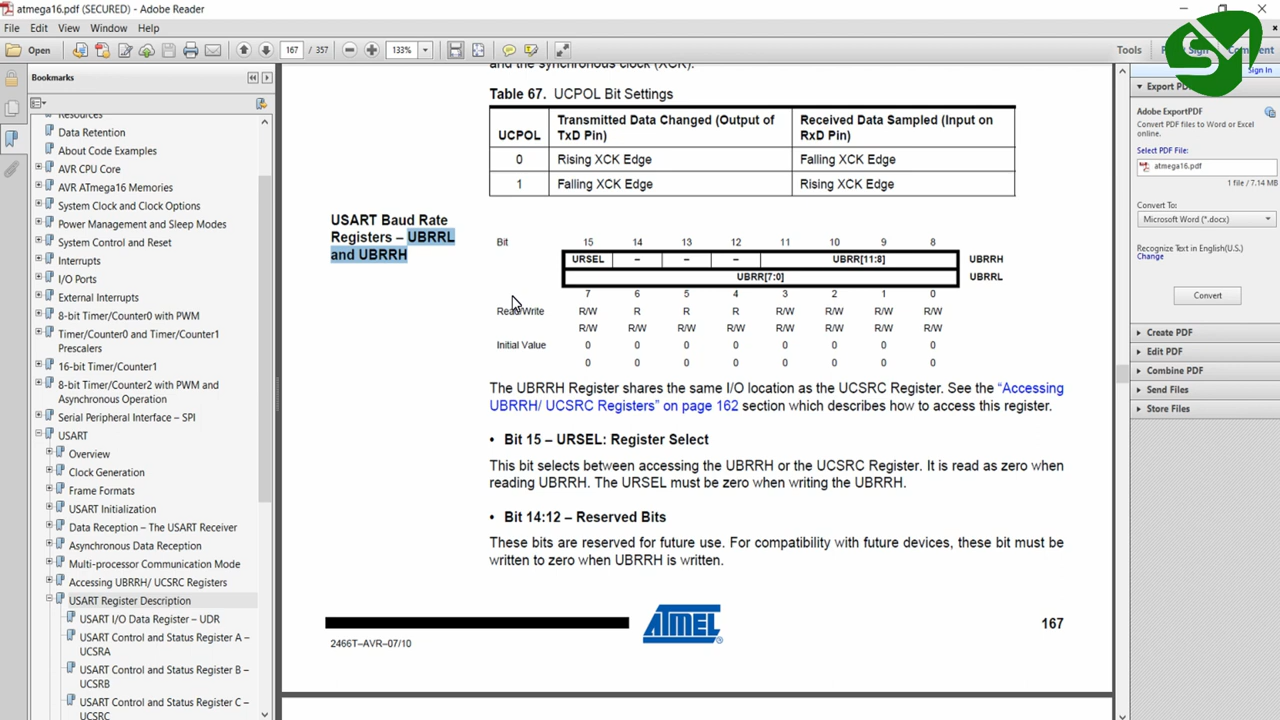 atmega16.pdf (SECURED) - Adobe Reader
File Edit View Window Help
Open 167 / 357 133% Tools Comment
Sign In
Bookmarks
Resources
Data Retention
About Code Examples
AVR CPU Core
AVR ATmega16 Memories
System Clock and Clock Options
Power Management and Sleep Modes
System Control and Reset
Interrupts
I/O Ports
External Interrupts
8-bit Timer/Counter0 with PWM
Timer/Counter0 and Timer/Counter1
Prescalers
16-bit Timer/Counter1
8-bit Timer/Counter2 with PWM and
Asynchronous Operation
Serial Peripheral Interface – SPI
USART
Overview
Clock Generation
Frame Formats
USART Initialization
Data Reception – The USART Receiver
Asynchronous Data Reception
Multi-processor Communication Mode
Accessing UBRRH/ UCSRC Registers
USART Register Description
USART I/O Data Register – UDR
USART Control and Status Register A –
UCSRA
USART Control and Status Register B –
UCSRB
USART Control and Status Register C –
UCSRC
and the synchronous clock (XCK).
Table 67. UCPOL Bit Settings
UCPOL Transmitted Data Changed (Output of TxD Pin) Received Data Sampled (Input on RxD Pin)
0 Rising XCK Edge Falling XCK Edge
1 Falling XCK Edge Rising XCK Edge
USART Baud Rate
Registers – UBRRL
and UBRRH
Bit 15 14 13 12 11 10 9 8
URSEL – – – UBRR[11:8] UBRRH
UBRR[7:0] UBRRL
7 6 5 4 3 2 1 0
Read/Write R/W R R R R/W R/W R/W R/W
R/W R/W R/W R/W R/W R/W R/W R/W
Initial Value 0 0 0 0 0 0 0 0
0 0 0 0 0 0 0 0
The UBRRH Register shares the same I/O location as the UCSRC Register. See the “Accessing
UBRRH/ UCSRC Registers” on page 162 section which describes how to access this register.
• Bit 15 – URSEL: Register Select
This bit selects between accessing the UBRRH or the UCSRC Register. It is read as zero when
reading UBRRH. The URSEL must be zero when writing the UBRRH.
• Bit 14:12 – Reserved Bits
These bits are reserved for future use. For compatibility with future devices, these bit must be
written to zero when UBRRH is written.
ATMEL
167
2466T–AVR–07/10
Export PDF
Adobe ExportPDF
Convert PDF files to Word or Excel
online.
Select PDF File:
atmega16.pdf
1 file / 7.14 MB
Convert To:
Microsoft Word (*.docx)
Recognize Text in English(U.S.)
Change
Convert
Create PDF
Edit PDF
Combine PDF
Send Files
Store Files